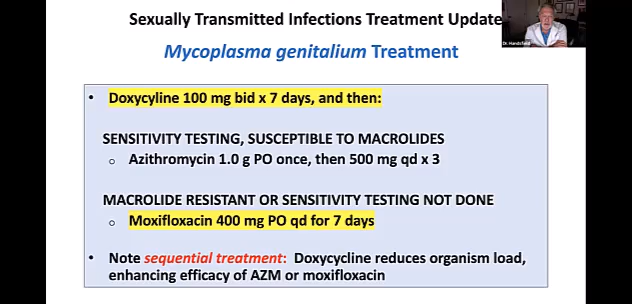 Sexually Transmitted Infections Treatment Update
Mycoplasma genitalium Treatment
Dr. Handsfield
• Doxycyline 100 mg bid x 7 days, and then:
SENSITIVITY TESTING, SUSCEPTIBLE TO MACROLIDES
o Azithromycin 1.0 g PO once, then 500 mg qd x 3
MACROLIDE RESISTANT OR SENSITIVITY TESTING NOT DONE
o Moxifloxacin 400 mg PO qd for 7 days
• Note sequential treatment: Doxycycline reduces organism load,
enhancing efficacy of AZM or moxifloxacin